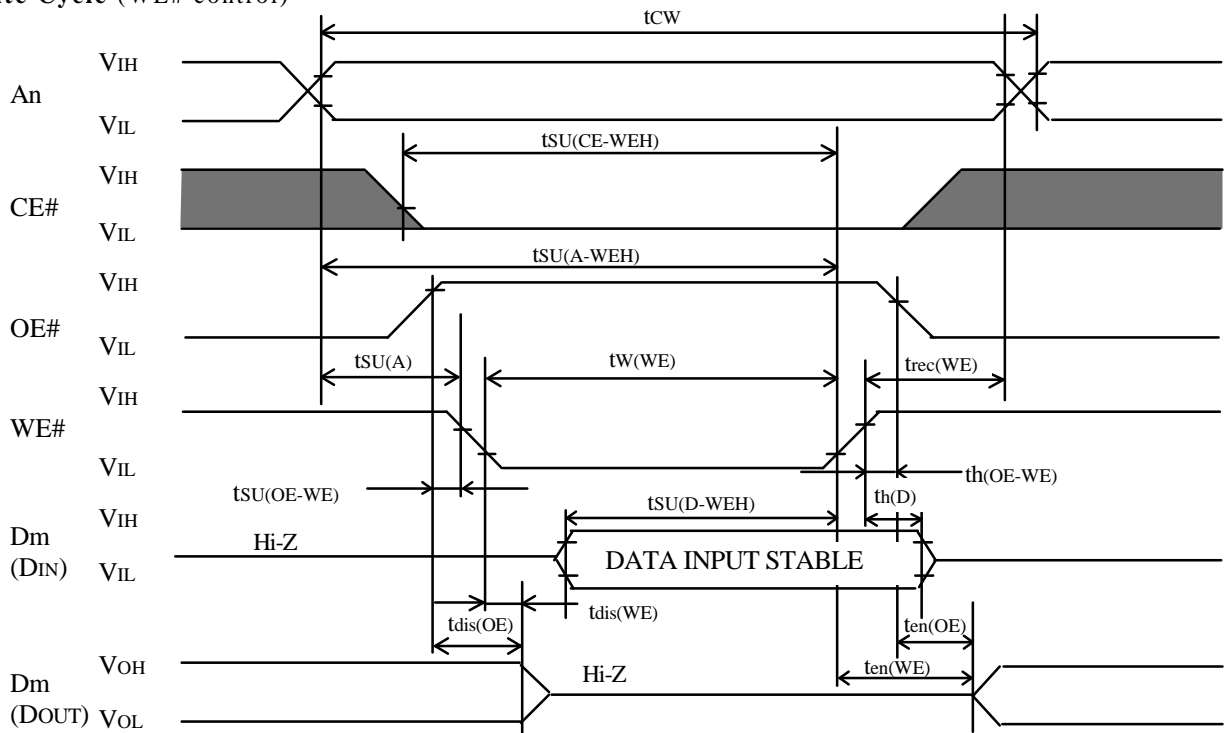 Cycle (WE# control)
tCW
VIH
An
VIL
tSU(CE-WEH)
VIH
CE#
VIL
tSU(A-WEH)
VIH
OE#
VIL
tSU(A)
tW(WE)
trec(WE)
VIH
WE#
VIL
tSU(OE-WE)
th(OE-WE)
tSU(D-WEH)
th(D)
VIH
Dm
Hi-Z
(DIN)
VIL
DATA INPUT STABLE
tdis(OE)
tdis(WE)
ten(OE)
VOH
Hi-Z
ten(WE)
Dm
(DOUT)
VOL